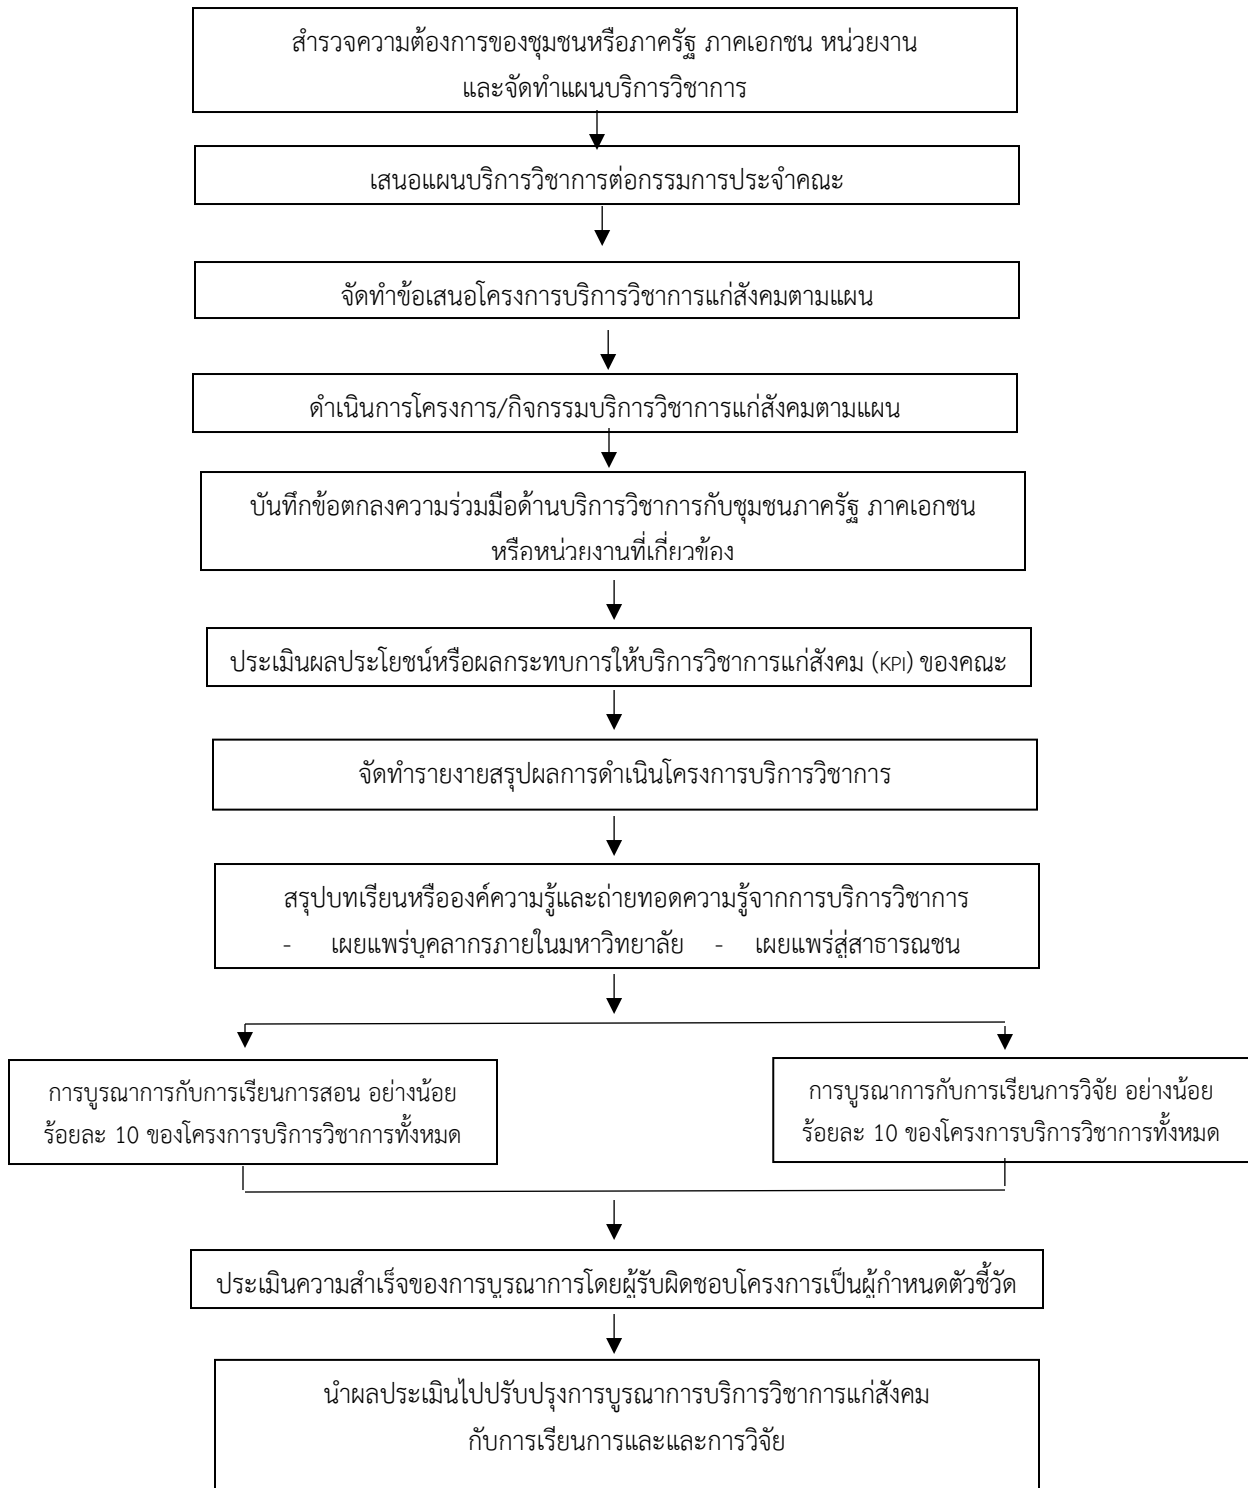 สำรวจความต้องการของชุมชนหรือภาครัฐ ภาคเอกชน หน่วยงาน
และจัดทำแผนบริการวิชาการ
เสนอแผนบริการวิชาการต่อกรรมการประจำคณะ
จัดทำข้อเสนอโครงการบริการวิชาการแก่สังคมตามแผน
ดำเนินการโครงการ/กิจกรรมบริการวิชาการแก่สังคมตามแผน
บันทึกข้อตกลงความร่วมมือด้านบริการวิชาการกับชุมชนภาครัฐ ภาคเอกชน
หรือหน่วยงานที่เกี่ยวข้อง
ประเมินผลประโยชน์หรือผลกระทบการให้บริการวิชาการแก่สังคม (KPI) ของคณะ
จัดทำรายงายสรุปผลการดำเนินโครงการบริการวิชาการ
สรุปบทเรียนหรือองค์ความรู้และถ่ายทอดความรู้จากการบริการวิชาการ
- เผยแพร่บุคลากรภายในมหาวิทยาลัย - เผยแพร่สู่สาธารณชน
การบูรณาการกับการเรียนการสอน อย่างน้อย
ร้อยละ 10 ของโครงการบริการวิชาการทั้งหมด
การบูรณาการกับการเรียนการวิจัย อย่างน้อย
ร้อยละ 10 ของโครงการบริการวิชาการทั้งหมด
ประเมินความสำเร็จของการบูรณาการโดยผู้รับผิดชอบโครงการเป็นผู้กำหนดตัวชี้วัด
นำผลประเมินไปปรับปรุงการบูรณาการบริการวิชาการแก่สังคม
กับการเรียนการและและการวิจัย